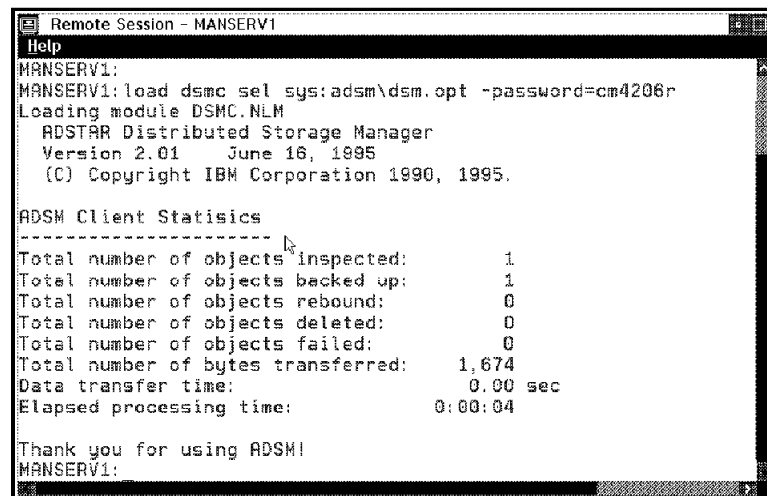 Remote Session - MANSERV1
Help
MANSERV1:
MANSERV1:load dsmc sel sys:adsm\dsm.opt -password=cm4206r
Loading module DSMC.NLM
ADSTAR Distributed Storage Manager
Version 2.01 June 16, 1995
(C) Copyright IBM Corporation 1990, 1995.
ADSM Client Statisics
----------------------
Total number of objects inspected: 1
Total number of objects backed up: 1
Total number of objects rebound: 0
Total number of objects deleted: 0
Total number of objects failed: 0
Total number of bytes transferred: 1,674
Data transfer time: 0.00 sec
Elapsed processing time: 0:00:04
Thank you for using ADSM!
MANSERV1:_